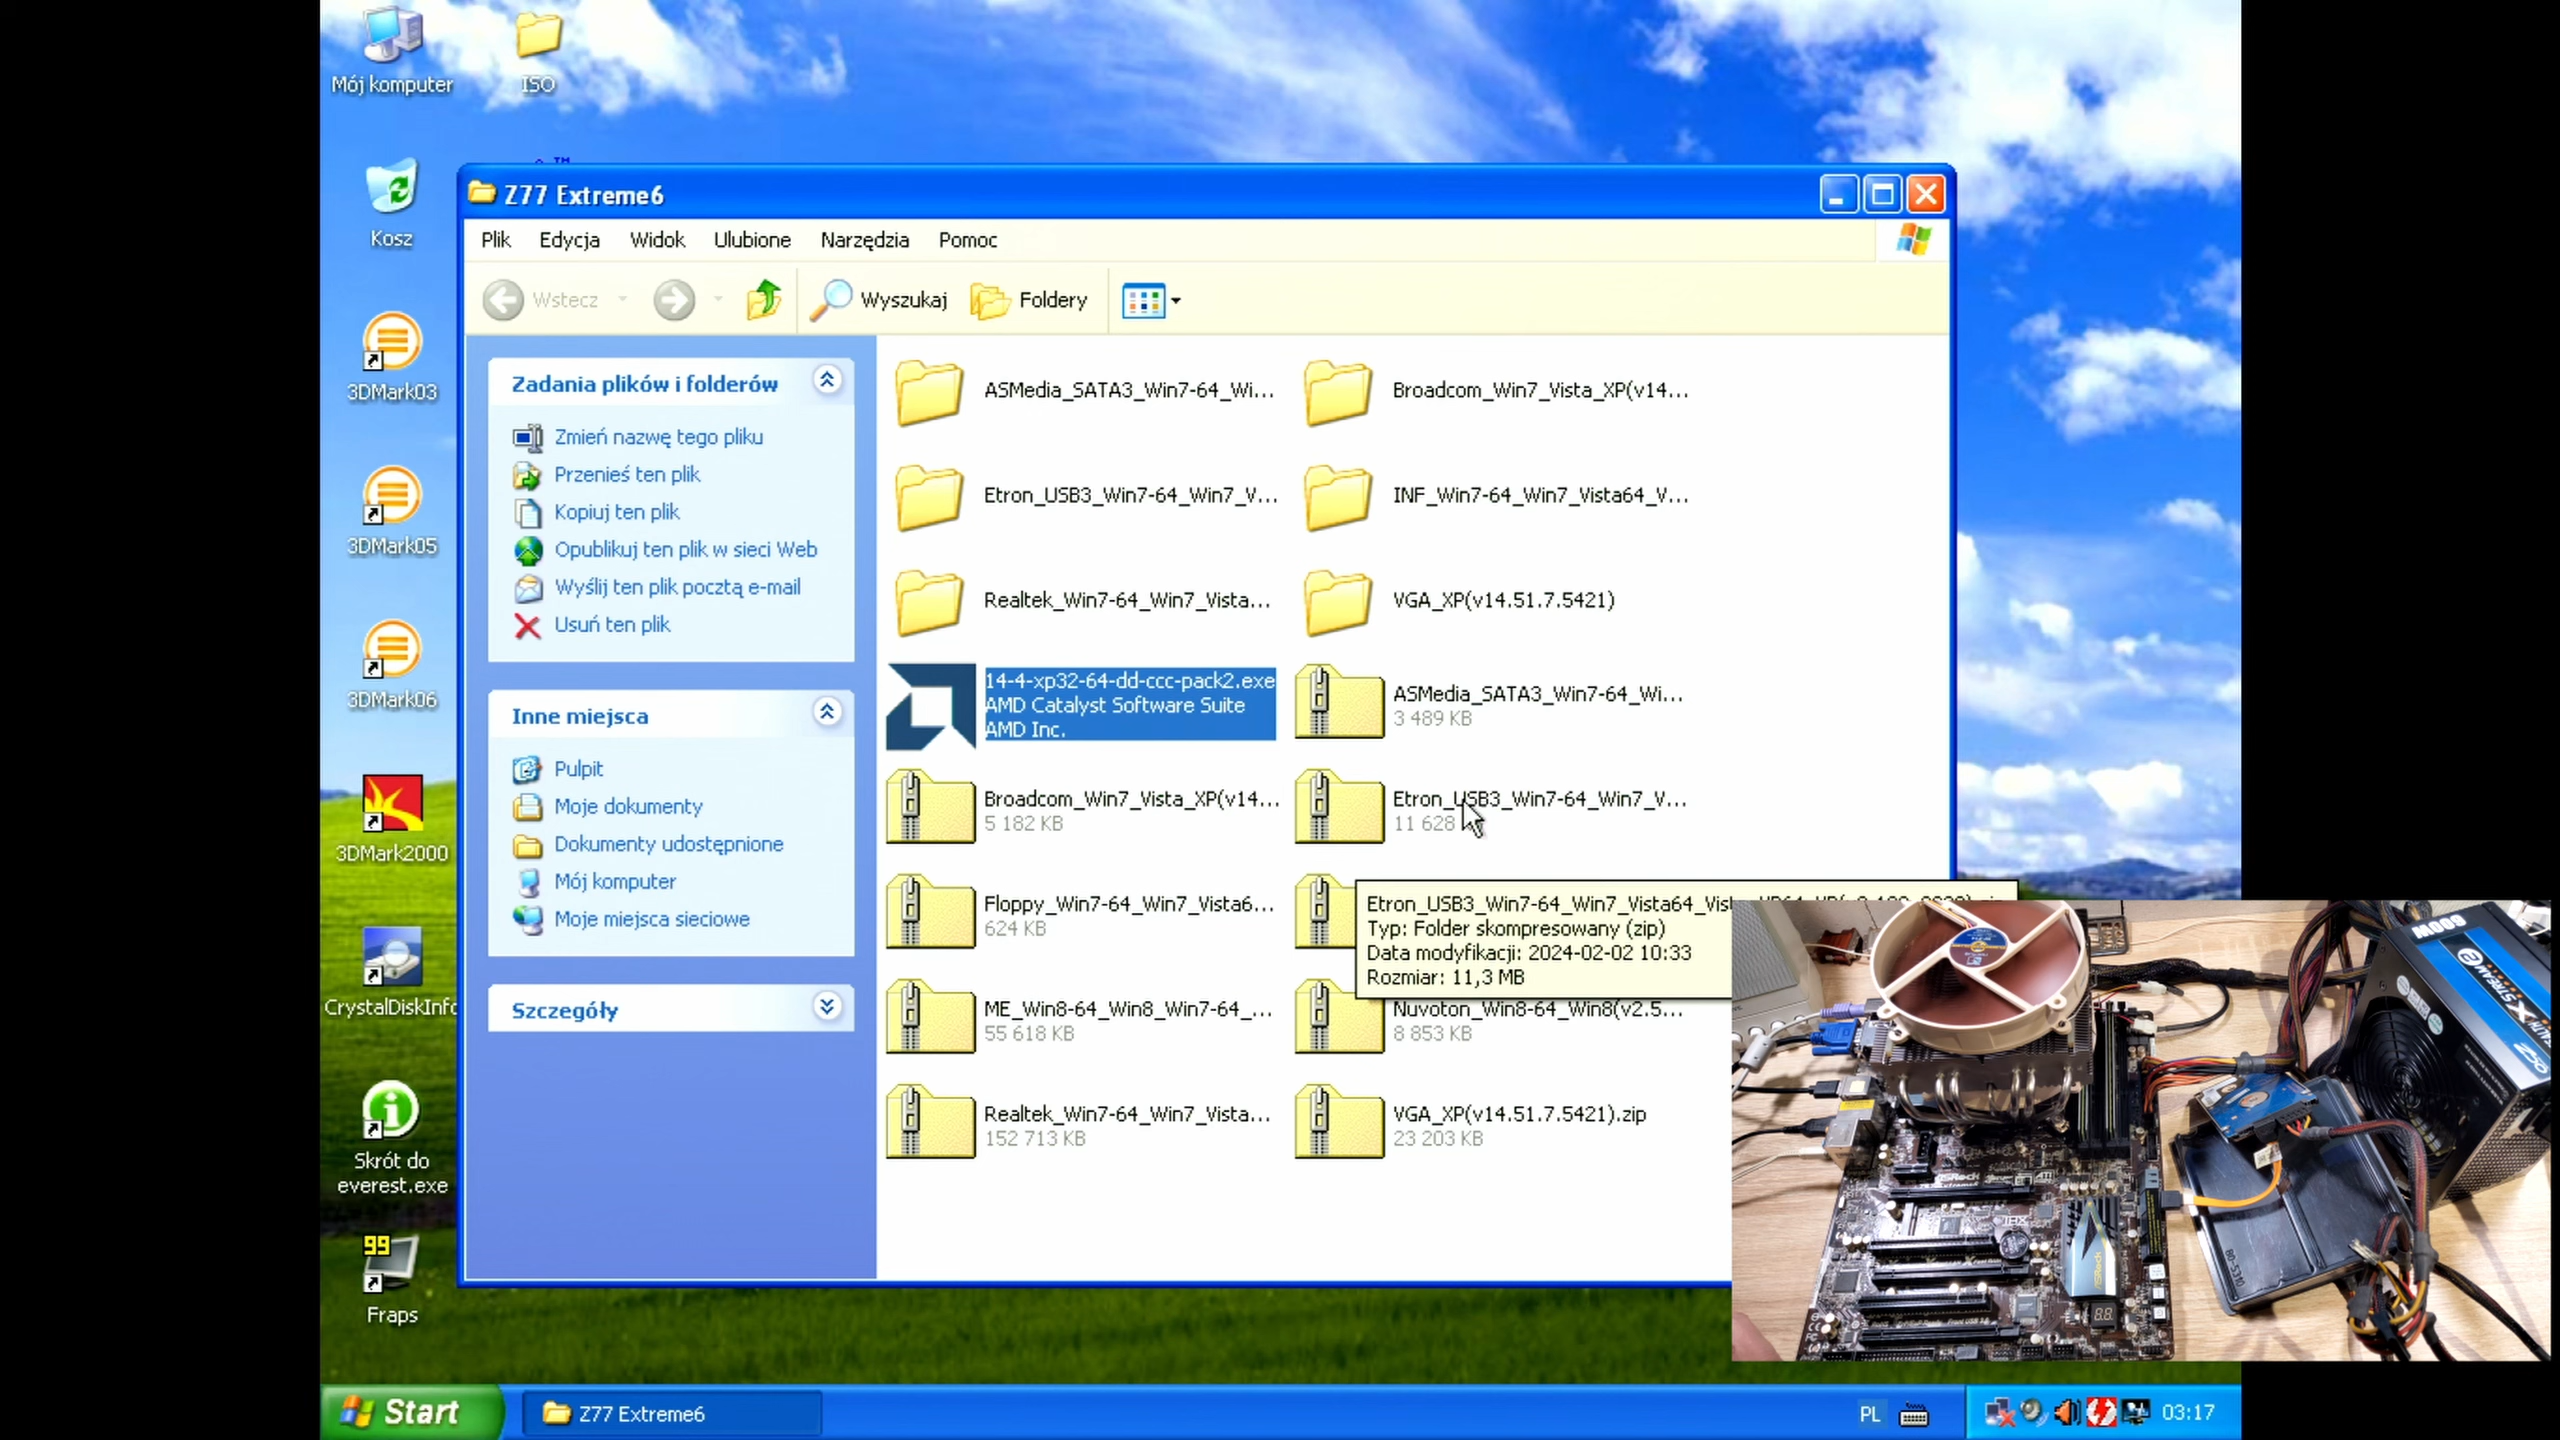 Mój komputer
ISO
Kosz
3DMark03
3DMark05
3DMark06
3DMark2000
CrystalDiskInfo
Skrót do
everest.exe
99
Fraps
Z77 Extreme6
Plik Edycja Widok Ulubione Narzędzia Pomoc
Wstecz Wyszukaj Foldery
Zadania plików i folderów
Zmień nazwę tego pliku
Przenieś ten plik
Kopiuj ten plik
Opublikuj ten plik w sieci Web
Wyślij ten plik pocztą e-mail
Usuń ten plik
Inne miejsca
Pulpit
Moje dokumenty
Dokumenty udostępnione
Mój komputer
Moje miejsca sieciowe
Szczegóły
ASMedia_SATA3_Win7-64_Wi...
Broadcom_Win7_Vista_XP(v14...
Etron_USB3_Win7-64_Win7_V...
INF_Win7-64_Win7_Vista64_V...
Realtek_Win7-64_Win7_Vista...
VGA_XP(v14.51.7.5421)
14-4-xp32-64-dd-ccc-pack2.exe
AMD Catalyst Software Suite
AMD Inc.
ASMedia_SATA3_Win7-64_Wi...
3 489 KB
Broadcom_Win7_Vista_XP(v14...
5 182 KB
Etron_USB3_Win7-64_Win7_V...
11 628
Floppy_Win7-64_Win7_Vista6...
624 KB
Etron_USB3_Win7-64_Win7_Vista64_Vist
Typ: Folder skompresowany (zip)
Data modyfikacji: 2024-02-02 10:33
Rozmiar: 11,3 MB
ME_Win8-64_Win8_Win7-64_...
55 618 KB
Nuvoton_Win8-64_Win8(v2.5...
8 853 KB
Realtek_Win7-64_Win7_Vista...
152 713 KB
VGA_XP(v14.51.7.5421).zip
23 203 KB
600W
OCZ
80-5310
ASRock
Start
Z77 Extreme6
PL
03:17